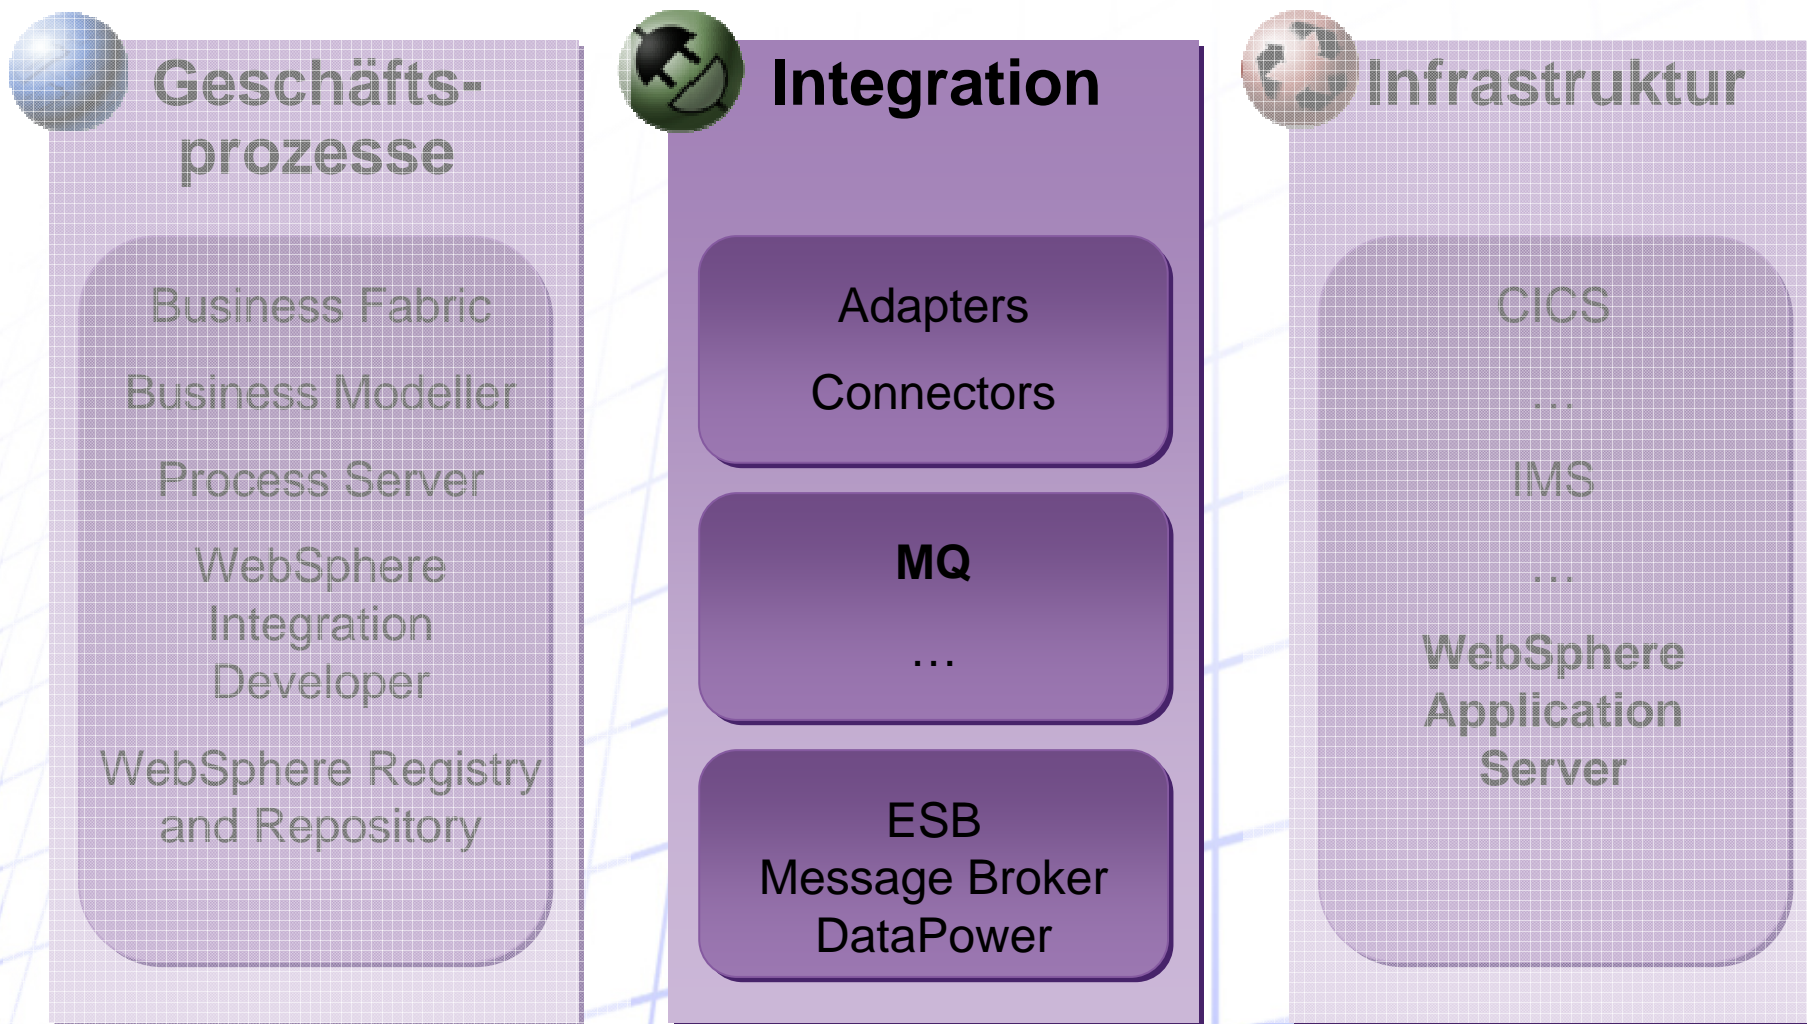 Geschäfts-
prozesse
Business Fabric
Business Modeller
Process Server
WebSphere
Integration
Developer
WebSphere Registry
and Repository
Integration
Adapters
Connectors
MQ
…
ESB
Message Broker
DataPower
Infrastruktur
CICS
…
IMS
…
WebSphere
Application
Server